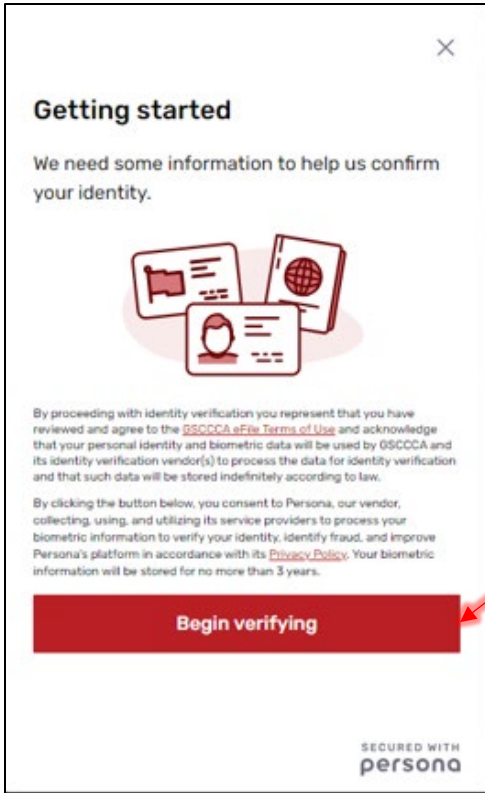 Getting started
We need some information to help us confirm
your identity.
By proceeding with identity verification you represent that you have
reviewed and agree to the GSCCCA eFile Terms of Use and acknowledge
that your personal identity and biometric data will be used by GSCCCA and
its identity verification vendor(s) to process the data for identity verification
and that such data will be stored indefinitely according to law.
By clicking the button below, you consent to Persona, our vendor,
collecting, using, and utilizing its service providers to process your
biometric information to verify your identity, identify fraud, and improve
Persona's platform in accordance with its Privacy Policy. Your biometric
information will be stored for no more than 3 years.
Begin verifying
SECURED WITH
persona